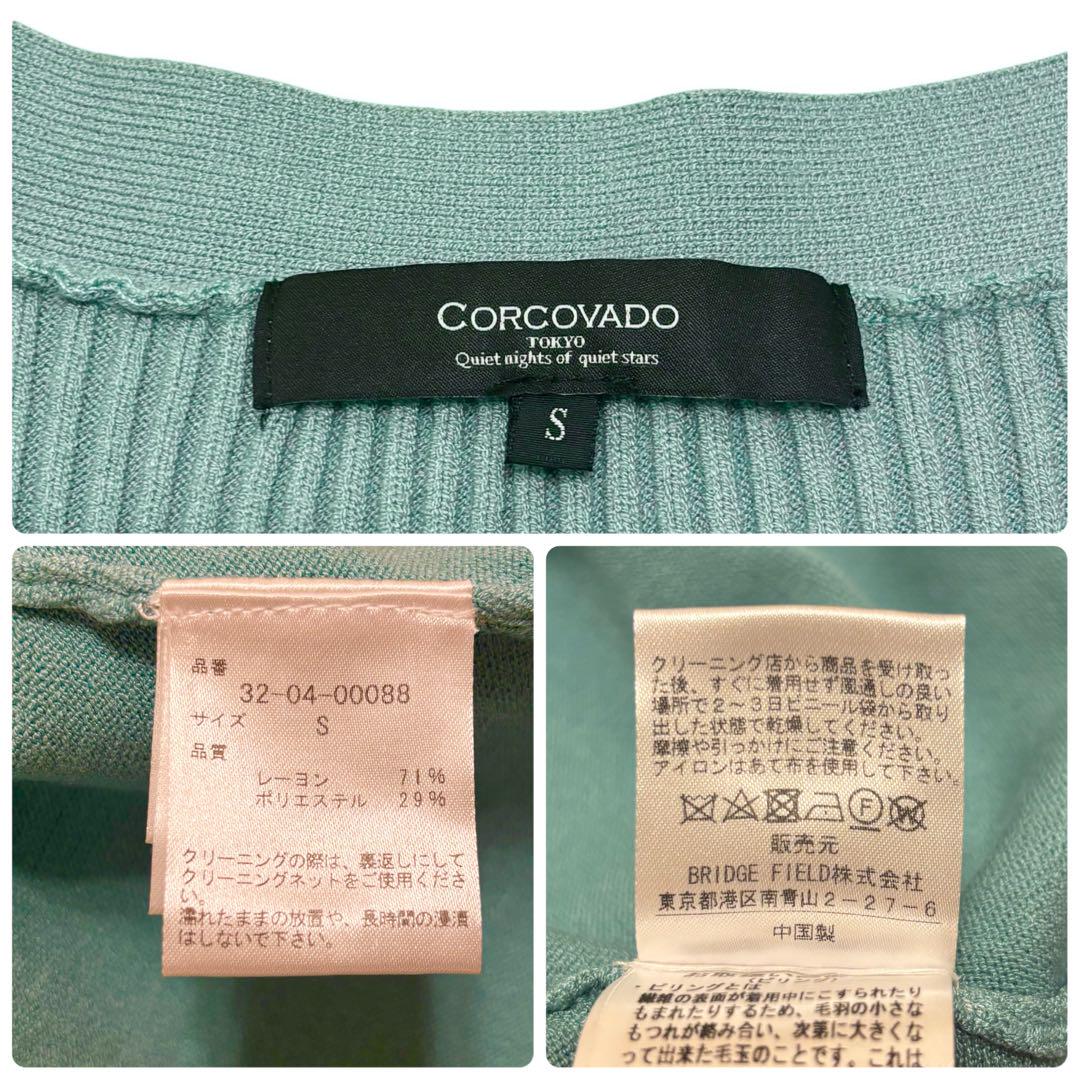 CORCOVADO
TOKYO
Quiet nights of quiet stars
S
品番
32-04-00088
サイズ
S
品質
レーヨン 71%
ポリエステル 29%
クリーニングの際は、裏返しにして
クリーニングネットをご使用くださ
い。
濡れたままの放置や、長時間の浸漬
はしないで下さい。
クリーニング店から商品を受け取っ
た後、すぐに着用せず風通しの良い
場所で2～3日ビニール袋から取り
出した状態で乾燥してください。
摩擦や引っかけにご注意ください。
アイロンはあて布を使用して下さい。
販売元
BRIDGE FIELD株式会社
東京都港区南青山2-27-6
中国製
・ピリングとは
繊維の表面が着用中にこすられたり
もまれたりするため、毛羽の小さな
もつれが絡み合い、次第に大きくな
って出来た毛玉のことです。これは